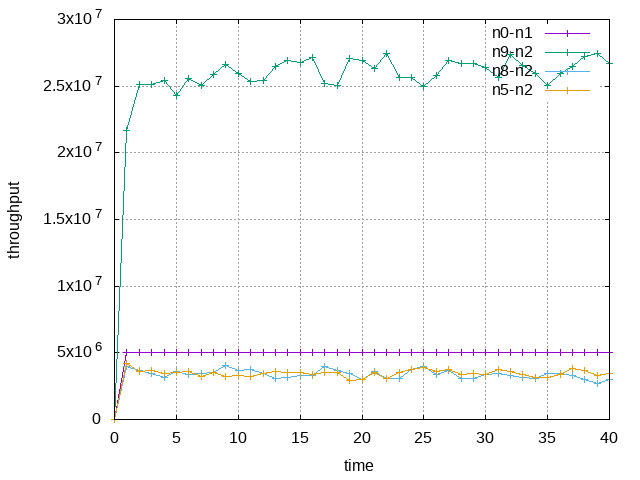 3x10^7
2.5x10^7
2x10^7
1.5x10^7
1x10^7
5x10^6
0
throughput
n0-n1
n9-n2
n8-n2
n5-n2
0 5 10 15 20 25 30 35 40
time